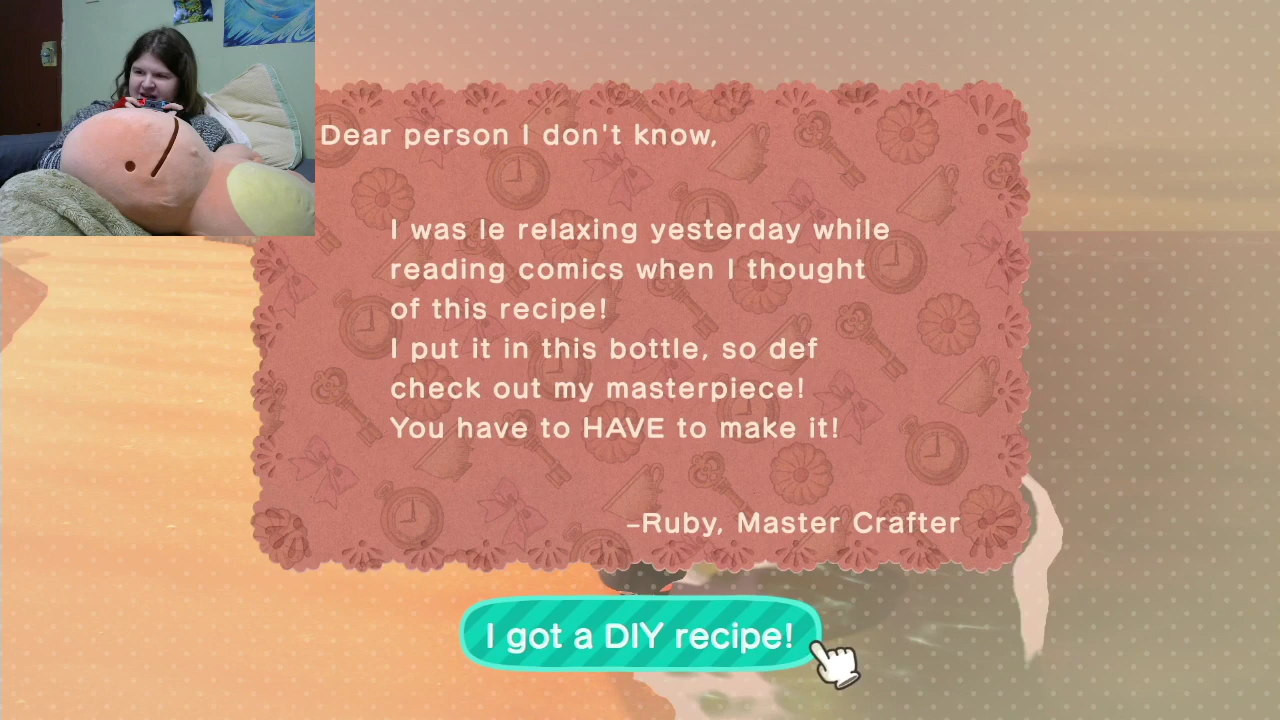 Dear person I don't know,
I was le relaxing yesterday while
reading comics when I thought
of this recipe!
I put it in this bottle, so def
check out my masterpiece!
You have to HAVE to make it!
–Ruby, Master Crafter
I got a DIY recipe!